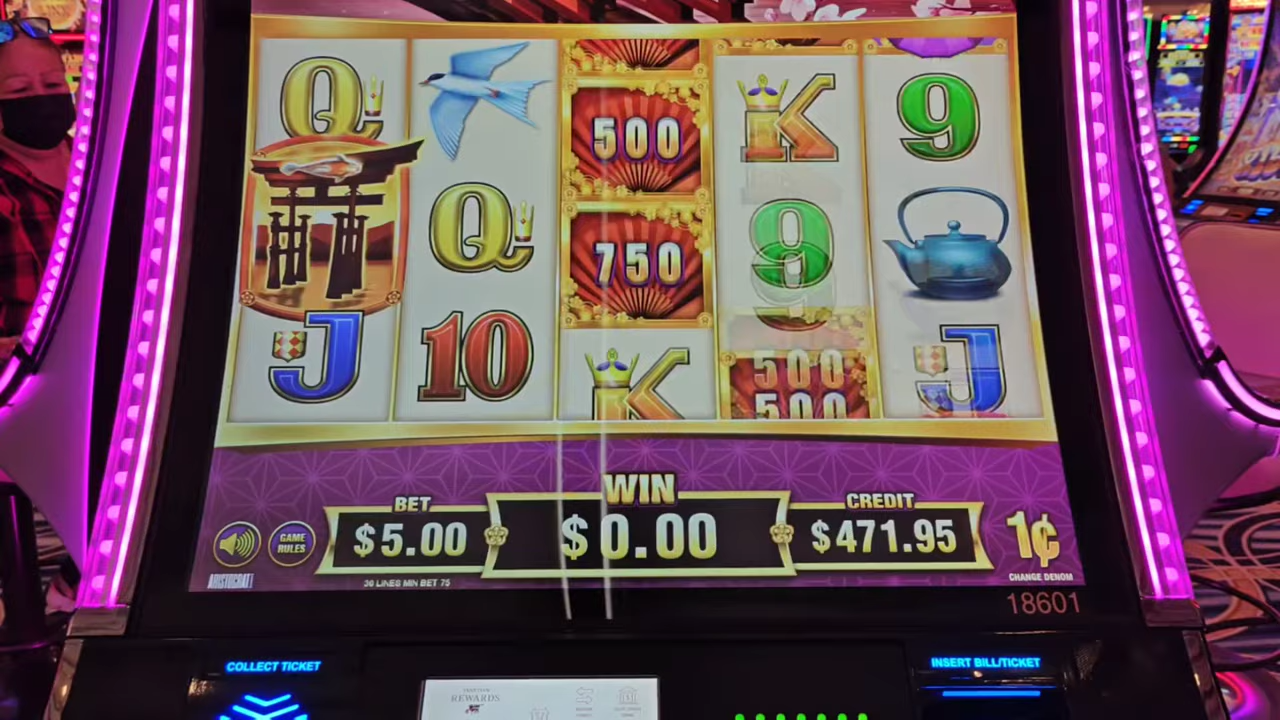 Q
500
K
9
Q
9
750
J
10
K
500
500
J
WIN
BET
CREDIT
$5.00
$0.00
$471.95
1¢
GAME
RULES
CHANGE DENOM
ARISTOCRAT
30 LINES MIN BET 75
18601
COLLECT TICKET
INSERT BILL/TICKET
REWARDS